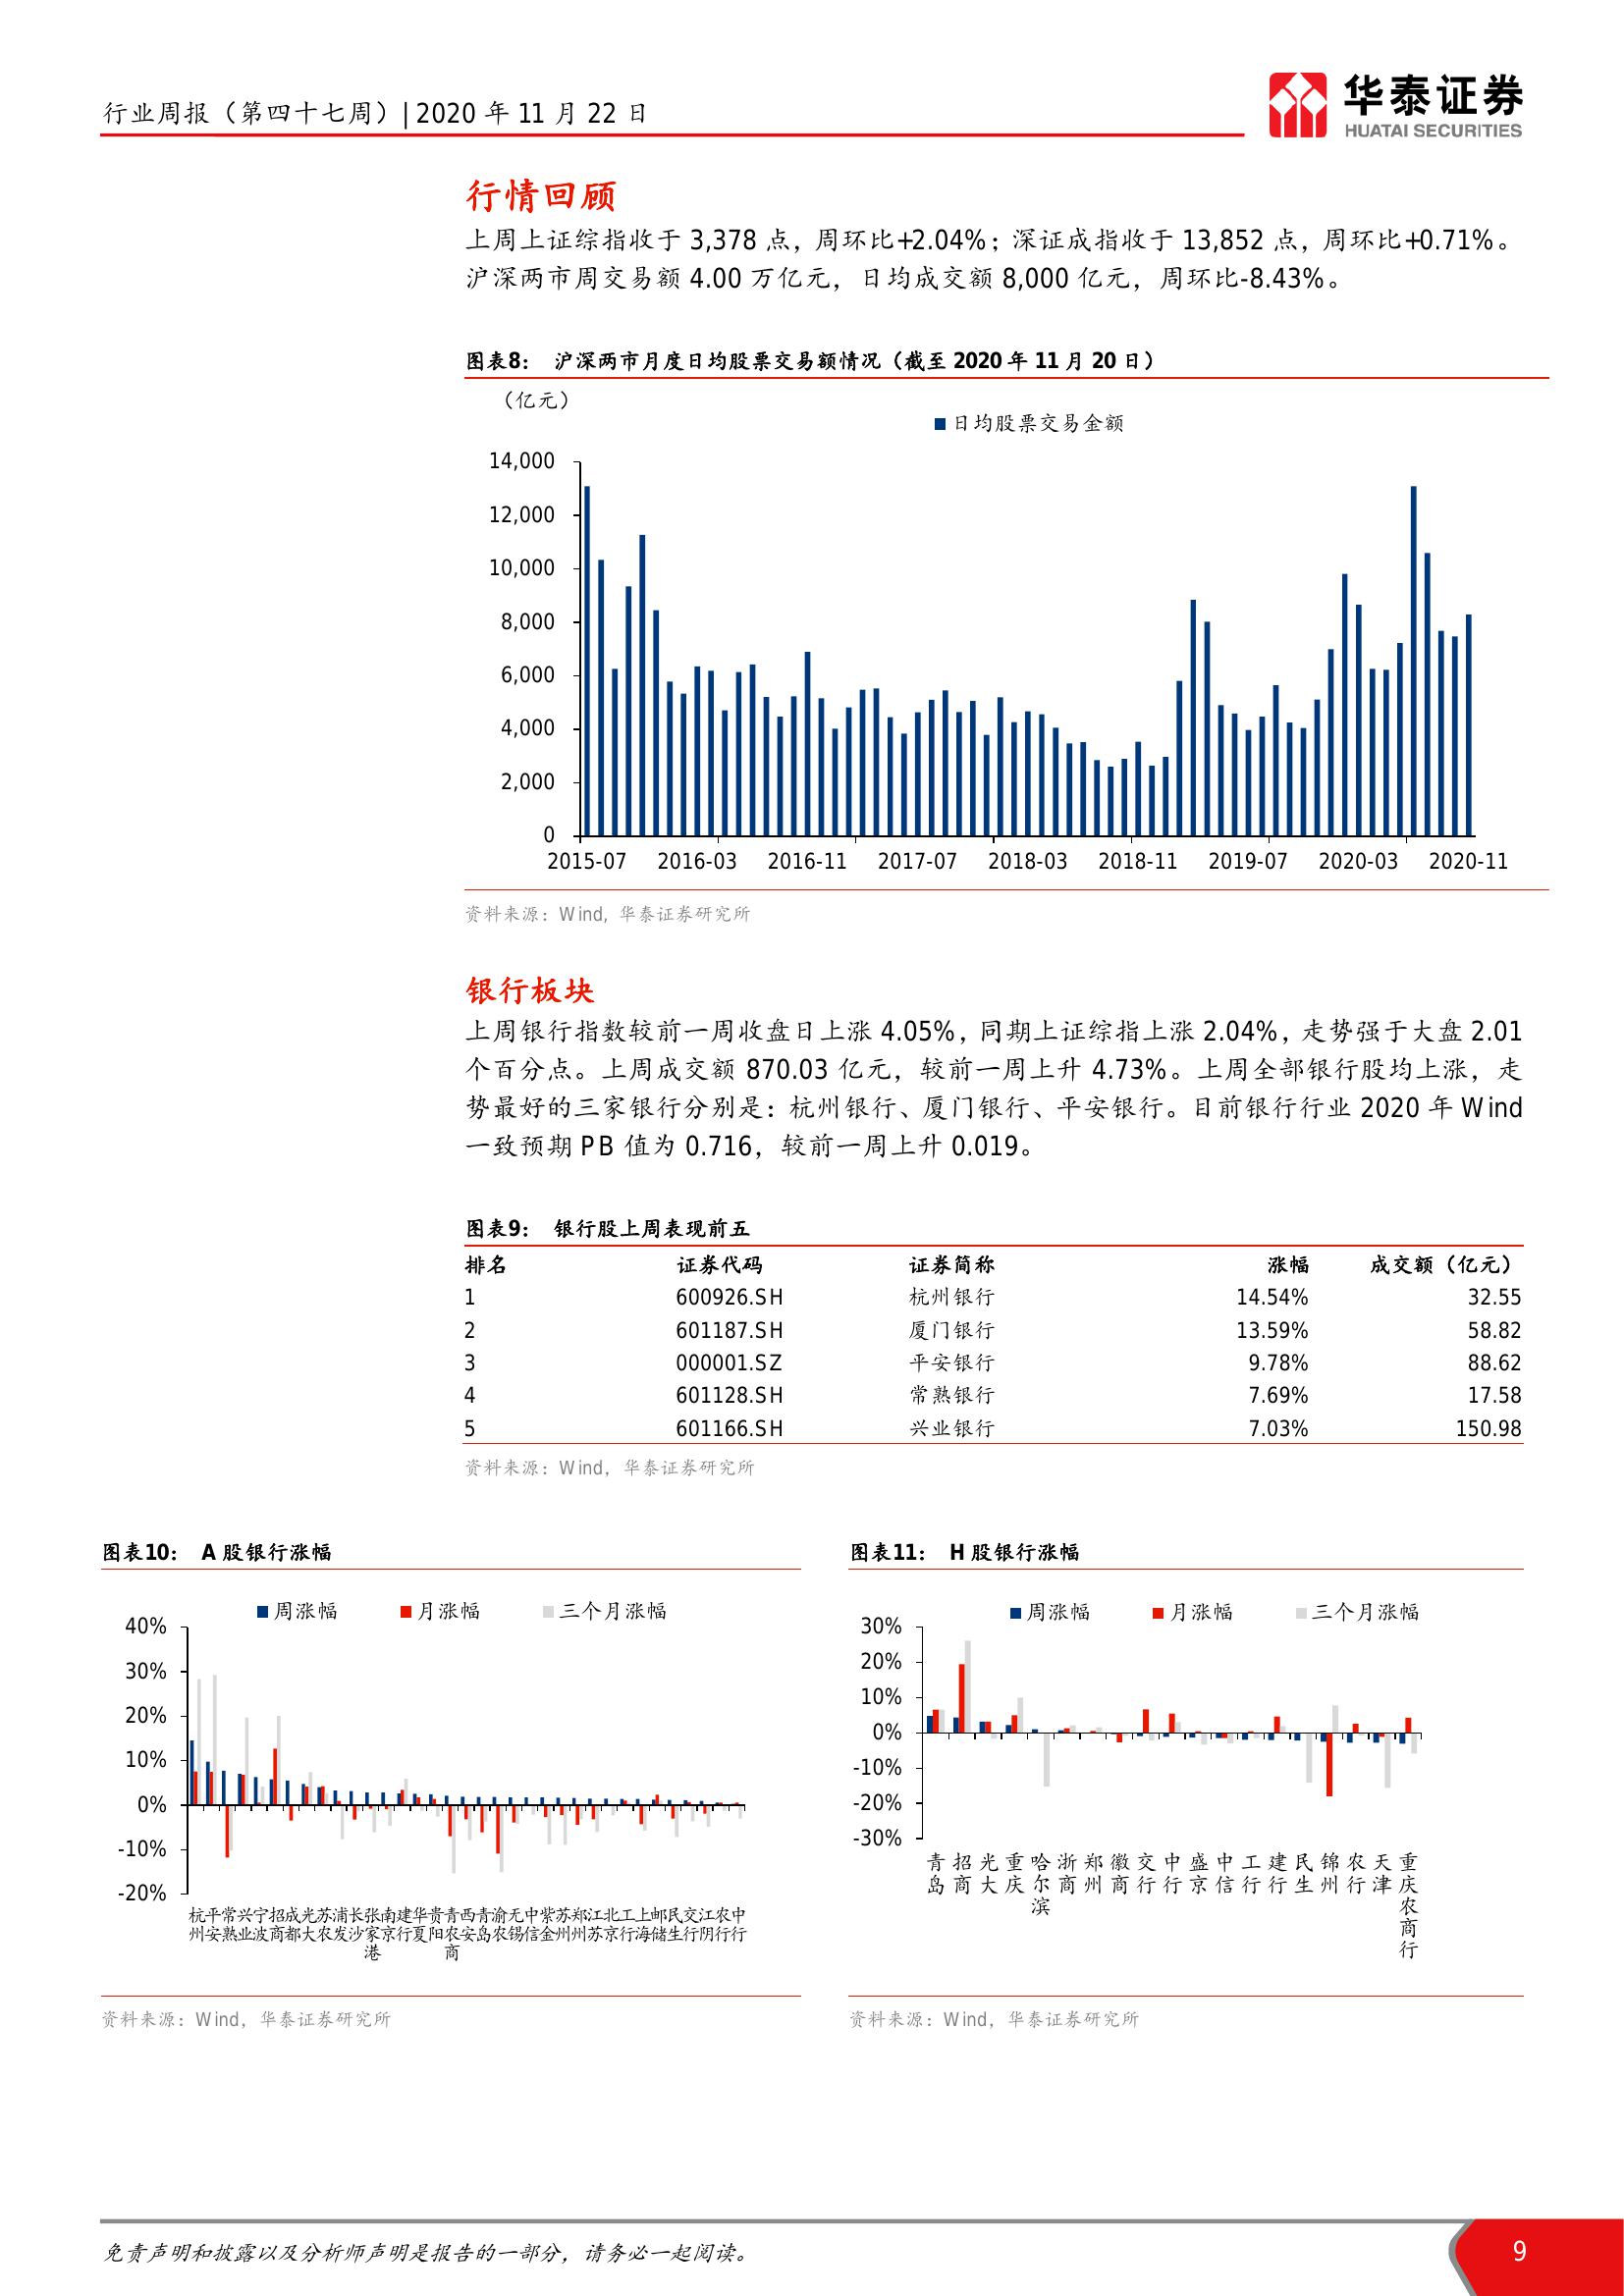 行业周报（第四十七周）| 2020 年 11 月 22 日
华泰证券
HUATAI SECURITIES
行情回顾
上周上证综指收于 3,378 点，周环比+2.04%；深证成指收于 13,852 点，周环比+0.71%。
沪深两市周交易额 4.00 万亿元，日均成交额 8,000 亿元，周环比-8.43%。
图表8： 沪深两市月度日均股票交易额情况（截至 2020 年 11 月 20 日）
（亿元）
日均股票交易金额
14,000
12,000
10,000
8,000
6,000
4,000
2,000
0
2015-07 2016-03 2016-11 2017-07 2018-03 2018-11 2019-07 2020-03 2020-11
资料来源：Wind, 华泰证券研究所
银行板块
上周银行指数较前一周收盘日上涨 4.05%，同期上证综指上涨 2.04%，走势强于大盘 2.01
个百分点。上周成交额 870.03 亿元，较前一周上升 4.73%。上周全部银行股均上涨，走
势最好的三家银行分别是：杭州银行、厦门银行、平安银行。目前银行行业 2020 年 Wind
一致预期 PB 值为 0.716，较前一周上升 0.019。
图表9： 银行股上周表现前五
排名 证券代码 证券简称 涨幅 成交额（亿元）
1 600926.SH 杭州银行 14.54% 32.55
2 601187.SH 厦门银行 13.59% 58.82
3 000001.SZ 平安银行 9.78% 88.62
4 601128.SH 常熟银行 7.69% 17.58
5 601166.SH 兴业银行 7.03% 150.98
资料来源：Wind，华泰证券研究所
图表10： A 股银行涨幅
周涨幅 月涨幅 三个月涨幅
40%
30%
20%
10%
0%
-10%
-20%
杭州 平安 常熟 兴业 宁波 招商 成都 光大 苏农 浦发 长沙 张家港 南京 建行 华夏 贵阳 青农商 西安 青岛 渝农 无锡 中信 紫金 苏州 郑州 江苏 北京 工行 上海 邮储 民生 交行 江阴 农行 中行
资料来源：Wind，华泰证券研究所
图表11： H 股银行涨幅
周涨幅 月涨幅 三个月涨幅
30%
20%
10%
0%
-10%
-20%
-30%
青岛 招商 光大 重庆 哈尔滨 浙商 郑州 徽商 交行 中行 盛京 中信 工行 建行 民生 锦州 农行 天津 重庆农商行
资料来源：Wind，华泰证券研究所
免责声明和披露以及分析师声明是报告的一部分，请务必一起阅读。
9